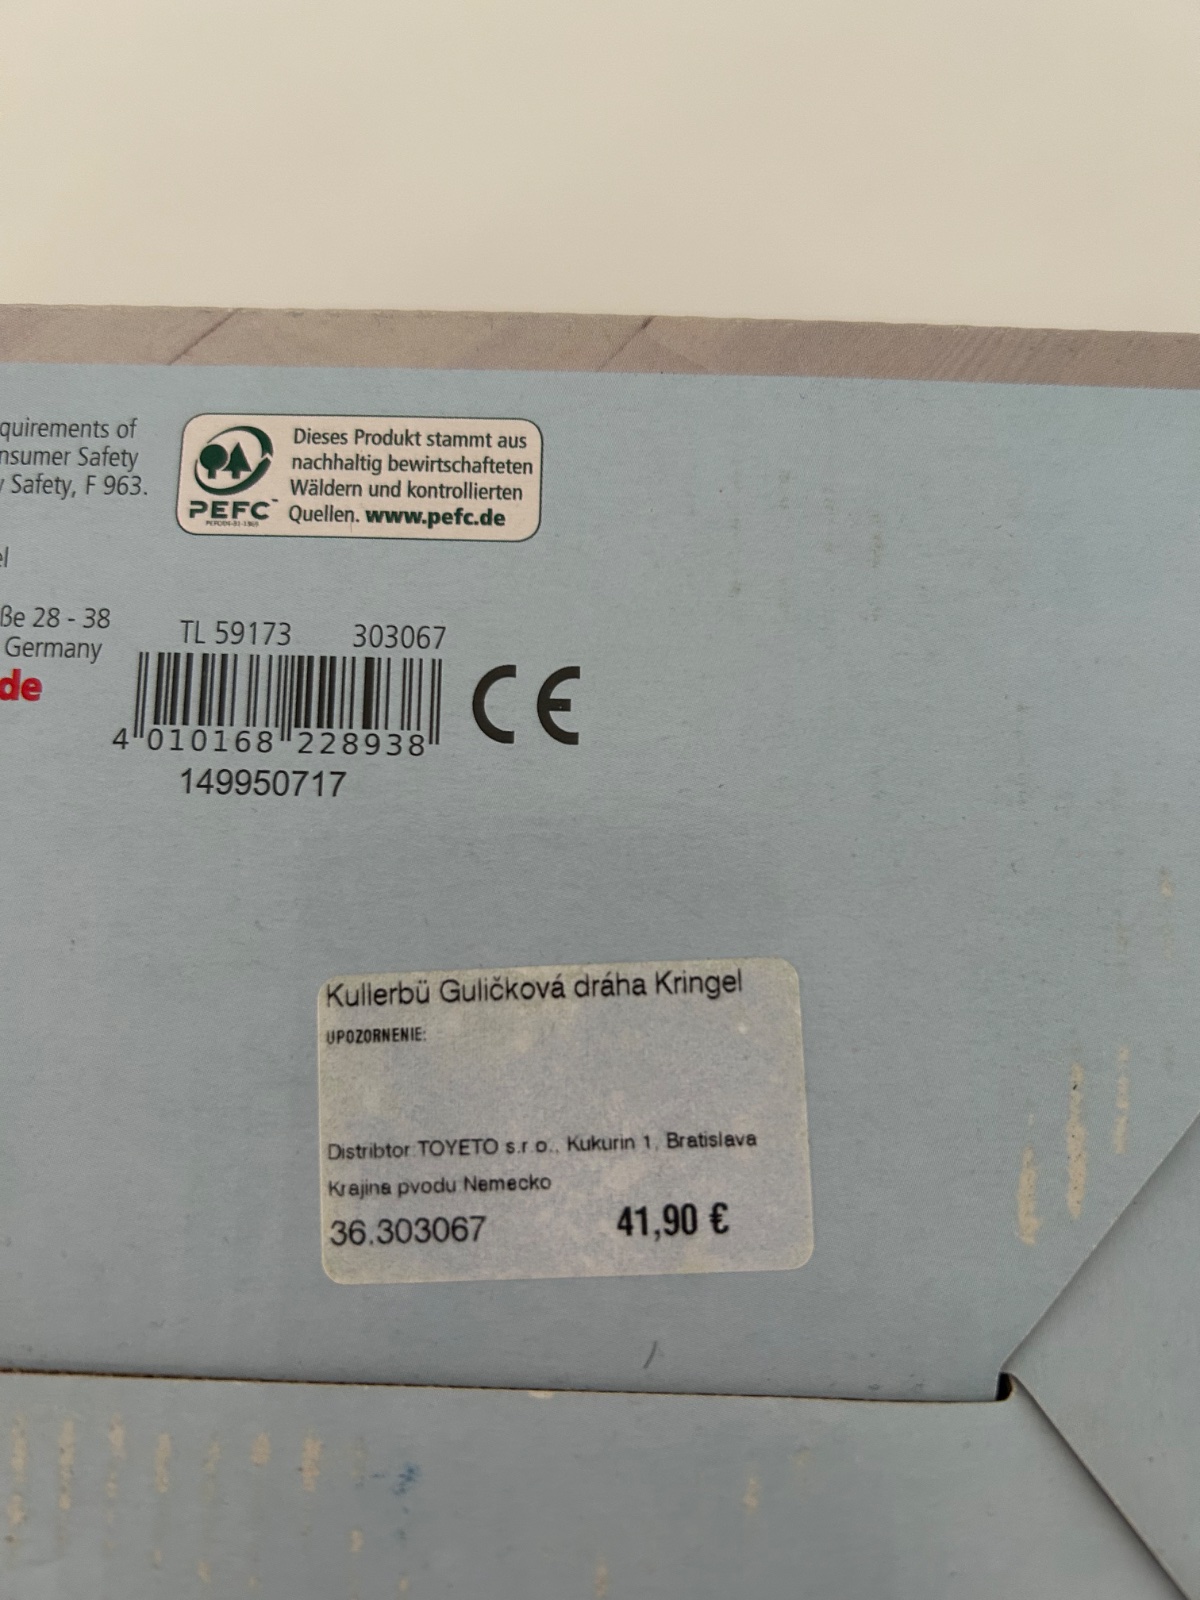 quirements of
nsumer Safety
Safety, F 963.
Dieses Produkt stammt aus
nachhaltig bewirtschafteten
Wäldern und kontrollierten
Quellen. www.pefc.de
PEFC™
ße 28 - 38
Germany
de
TL 59173 303067
4 010168 228938
CE
149950717
Kullerbü Guličková dráha Kringel
UPOZORNENIE:
Distribtor TOYETO s.r.o., Kukurin 1, Bratislava
Krajina pvodu Nemecko
36.303067 41,90 €